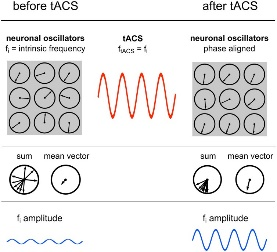 before tACS
after tACS
neuronal oscillators
fᵢ = intrinsic frequency
tACS
f_tACS = fᵢ
neuronal oscillators
phase aligned
sum
mean vector
sum
mean vector
fᵢ amplitude
fᵢ amplitude